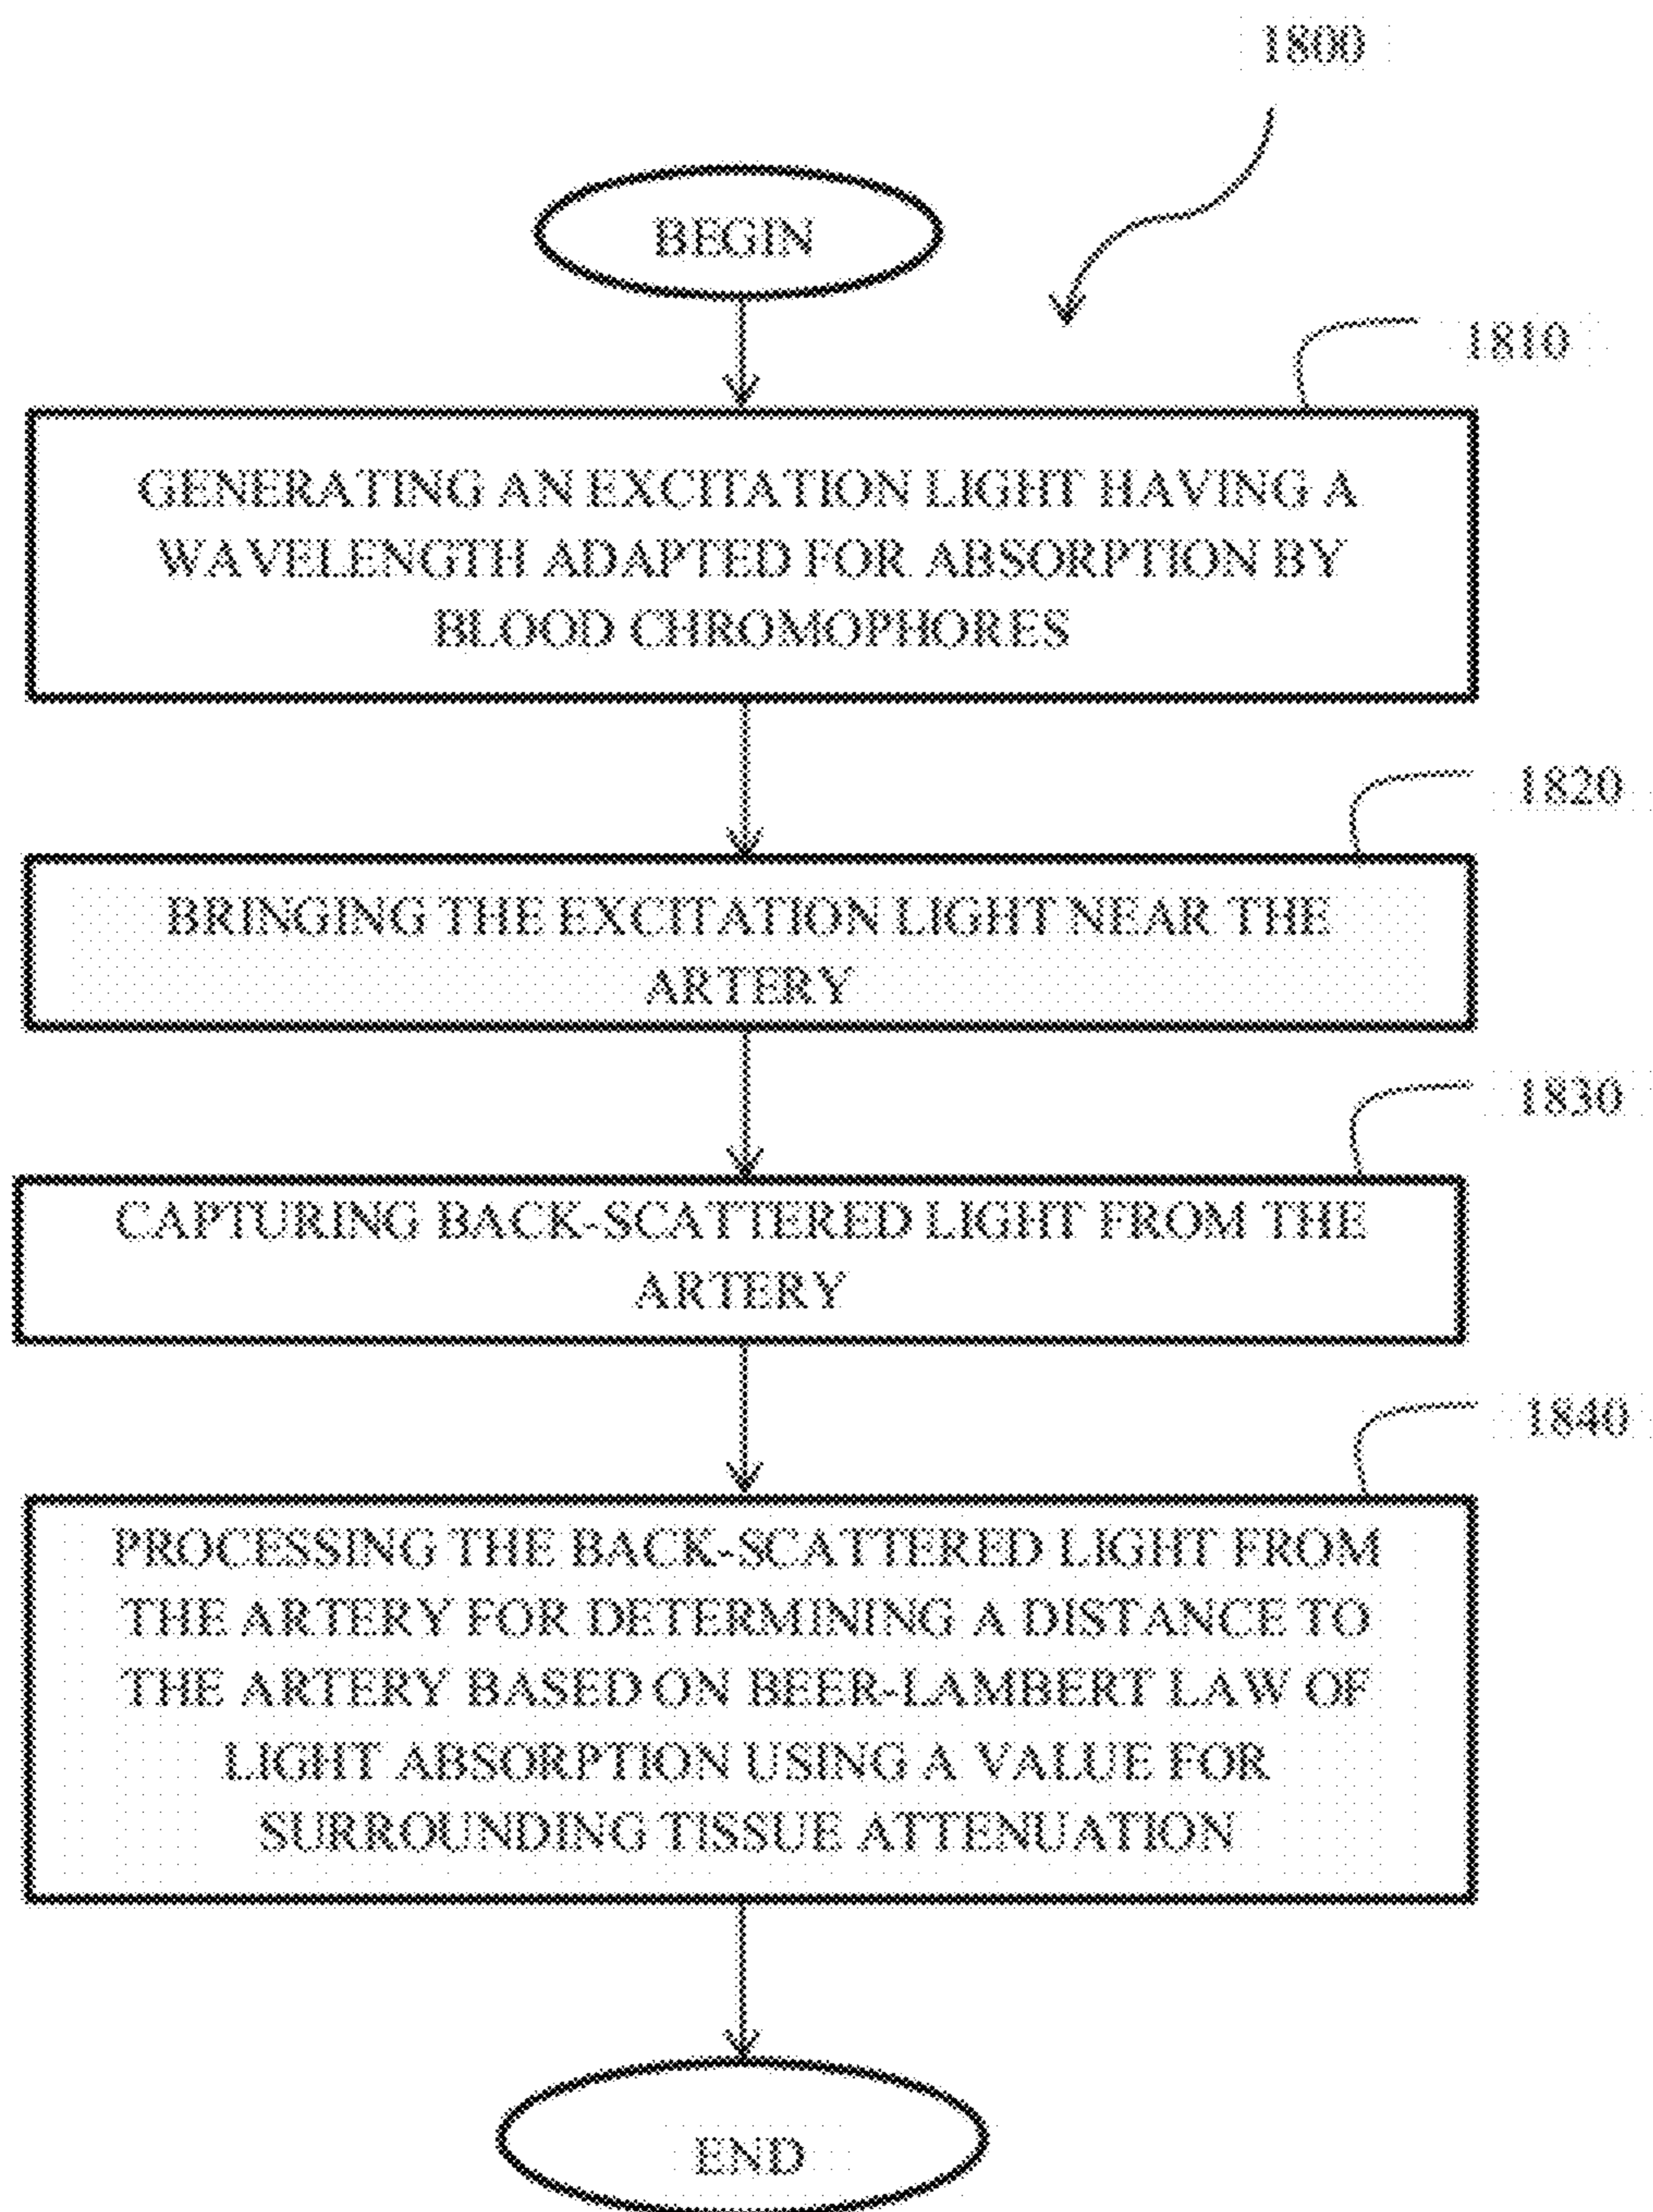 1800
BEGIN
1810
GENERATING AN EXCITATION LIGHT HAVING A
WAVELENGTH ADAPTED FOR ABSORPTION BY
BLOOD CHROMOPHORES
1820
BRINGING THE EXCITATION LIGHT NEAR THE
ARTERY
1830
CAPTURING BACK-SCATTERED LIGHT FROM THE
ARTERY
1840
PROCESSING THE BACK-SCATTERED LIGHT FROM
THE ARTERY FOR DETERMINING A DISTANCE TO
THE ARTERY BASED ON BEER-LAMBERT LAW OF
LIGHT ABSORPTION USING A VALUE FOR
SURROUNDING TISSUE ATTENUATION
END